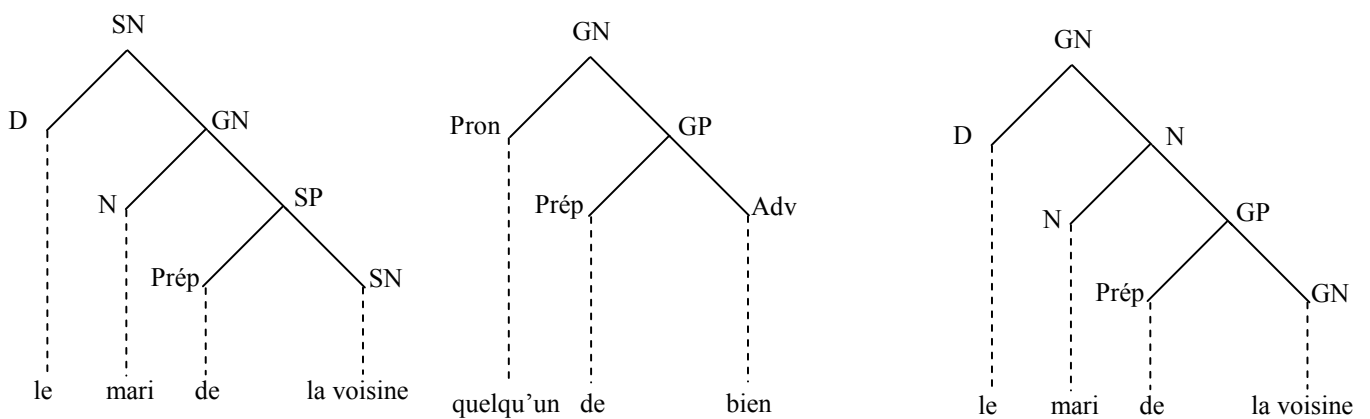 SN
D GN
N SP
Prép SN
le mari de la voisine
GN
Pron GP
Prép Adv
quelqu'un de bien
GN
D N
N GP
Prép GN
le mari de la voisine